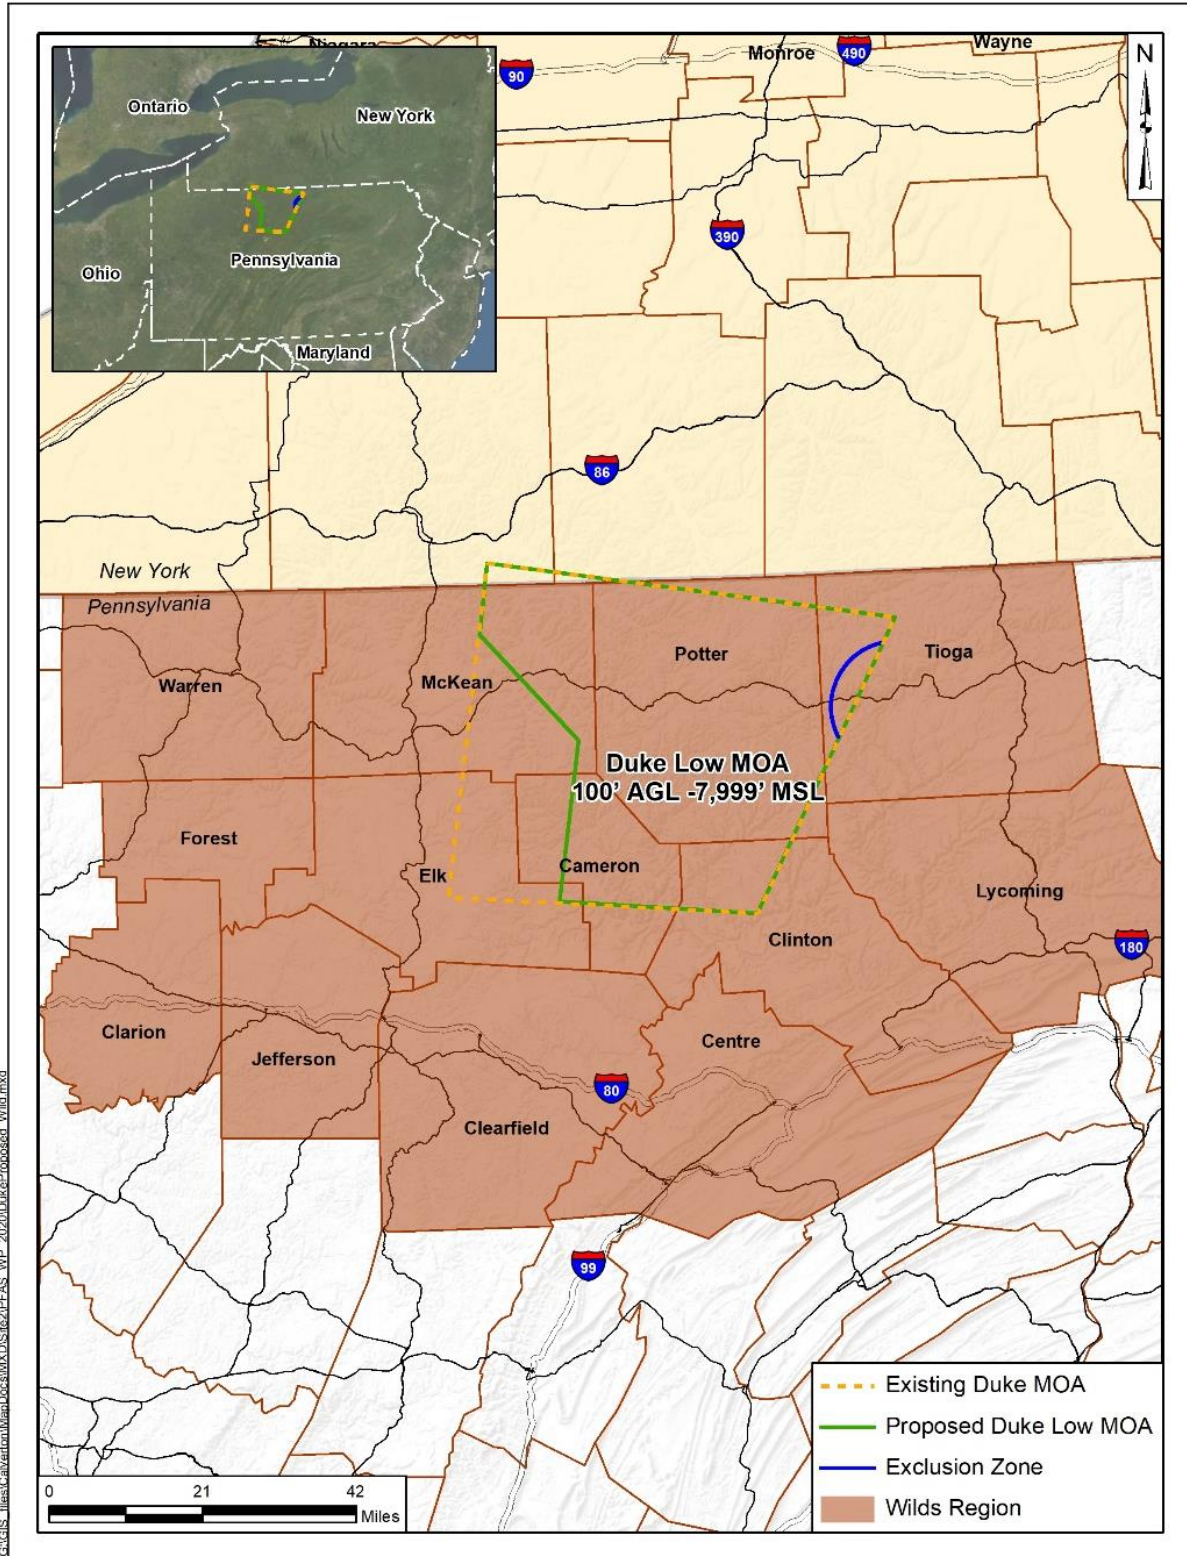 Niagara
Monroe
490
Wayne
90
N
Ontario
New York
Pennsylvania
Ohio
Maryland
390
86
New York
Pennsylvania
Warren
McKean
Potter
Tioga
Duke Low MOA
100' AGL -7,999' MSL
Forest
Elk
Cameron
Lycoming
Clinton
180
Clarion
Jefferson
Centre
80
Clearfield
99
Existing Duke MOA
Proposed Duke Low MOA
Exclusion Zone
Wilds Region
0 21 42
Miles